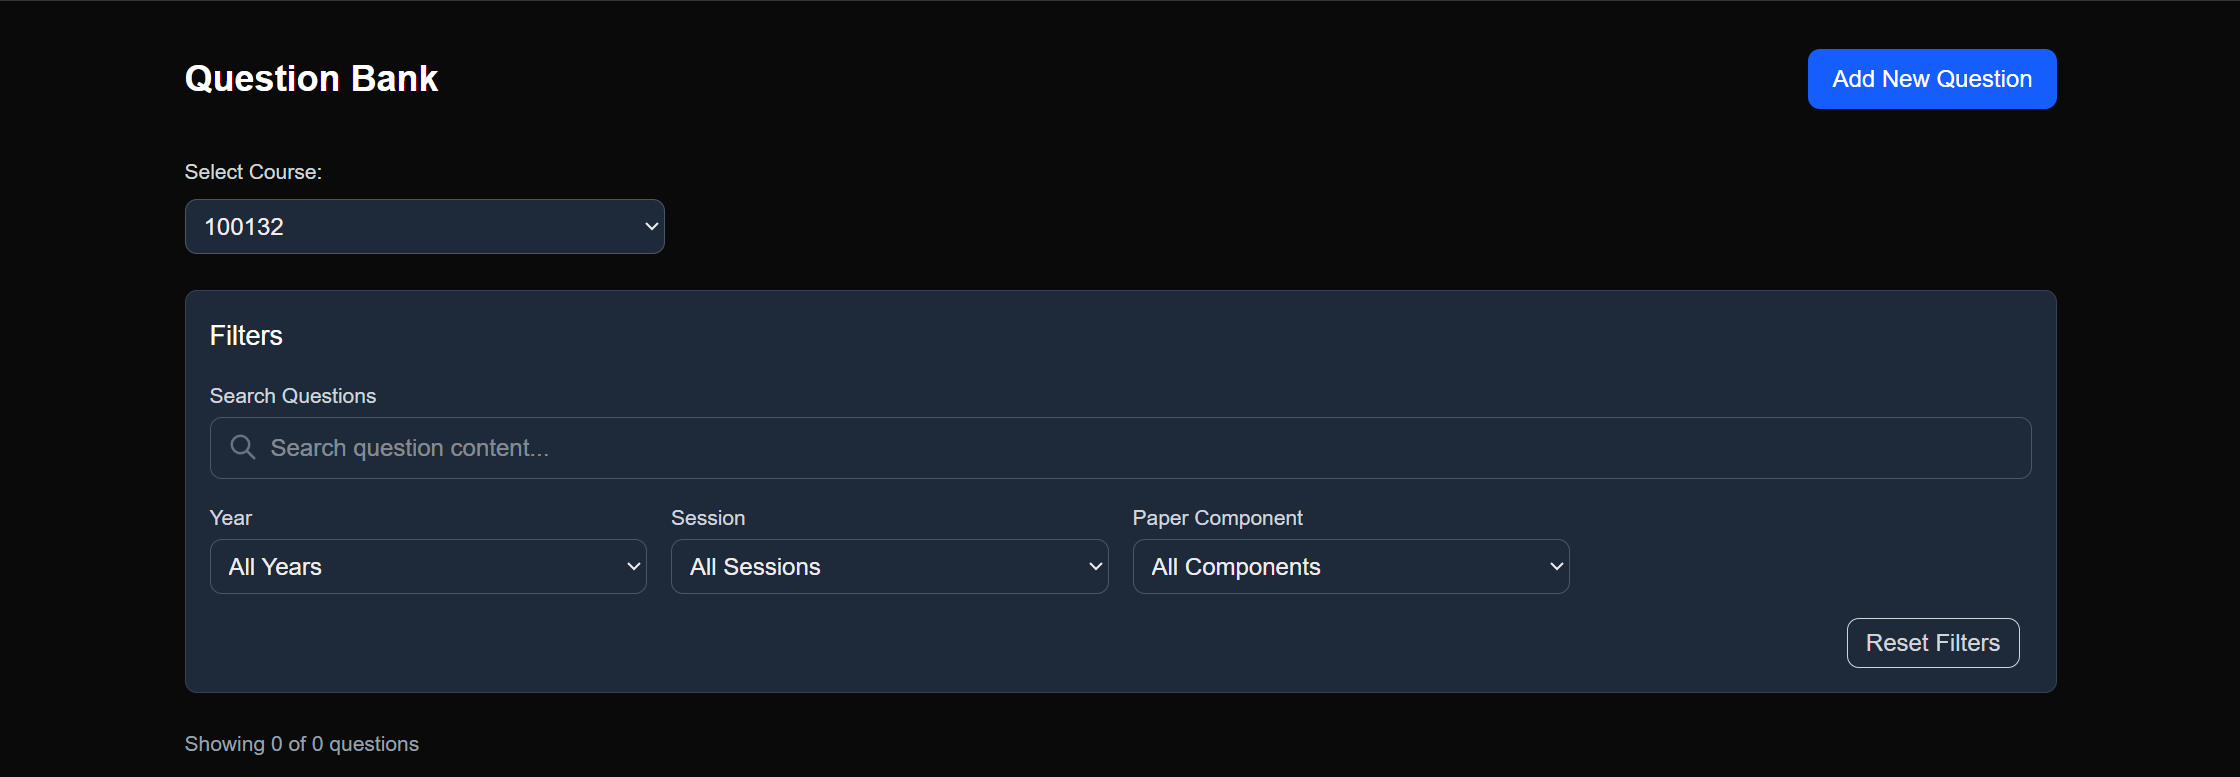 Question Bank
Add New Question
Select Course:
100132
Filters
Search Questions
Search question content...
Year
Session
Paper Component
All Years
All Sessions
All Components
Reset Filters
Showing 0 of 0 questions